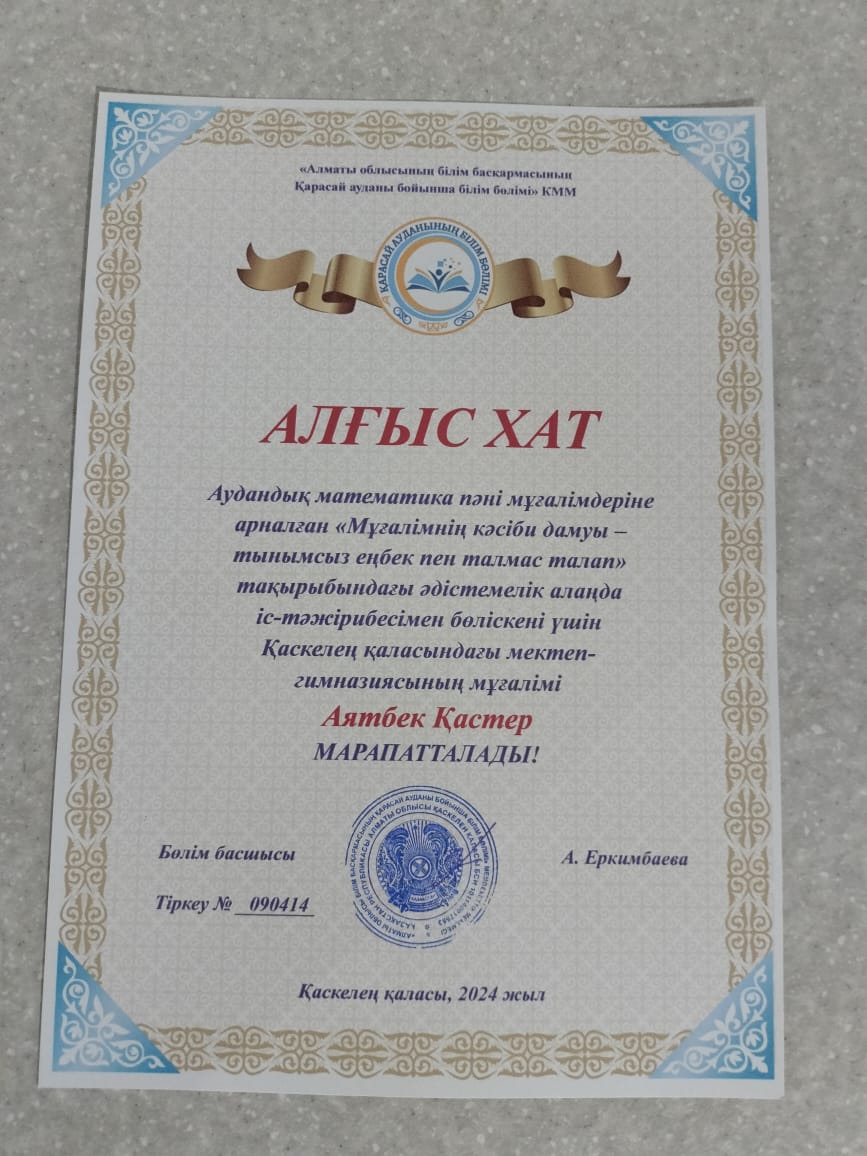 «Алматы облысының білім басқармасының
Қарасай ауданы бойынша білім бөлімі» КММ
ҚАРАСАЙ АУДАНЫНЫҢ БІЛІМ БӨЛІМІ
АЛҒЫС ХАТ
Аудандық математика пәні мұғалімдеріне
арналған «Мұғалімнің кәсіби дамуы –
тынымсыз еңбек пен талмас талап»
тақырыбындағы әдістемелік алаңда
іс-тәжірибесімен бөліскені үшін
Қаскелең қаласындағы мектеп-
гимназиясының мұғалімі
Аятбек Қастер
МАРАПАТТАЛАДЫ!
Бөлім басшысы
А. Еркимбаева
Тіркеу № 090414
Қаскелең қаласы, 2024 жыл